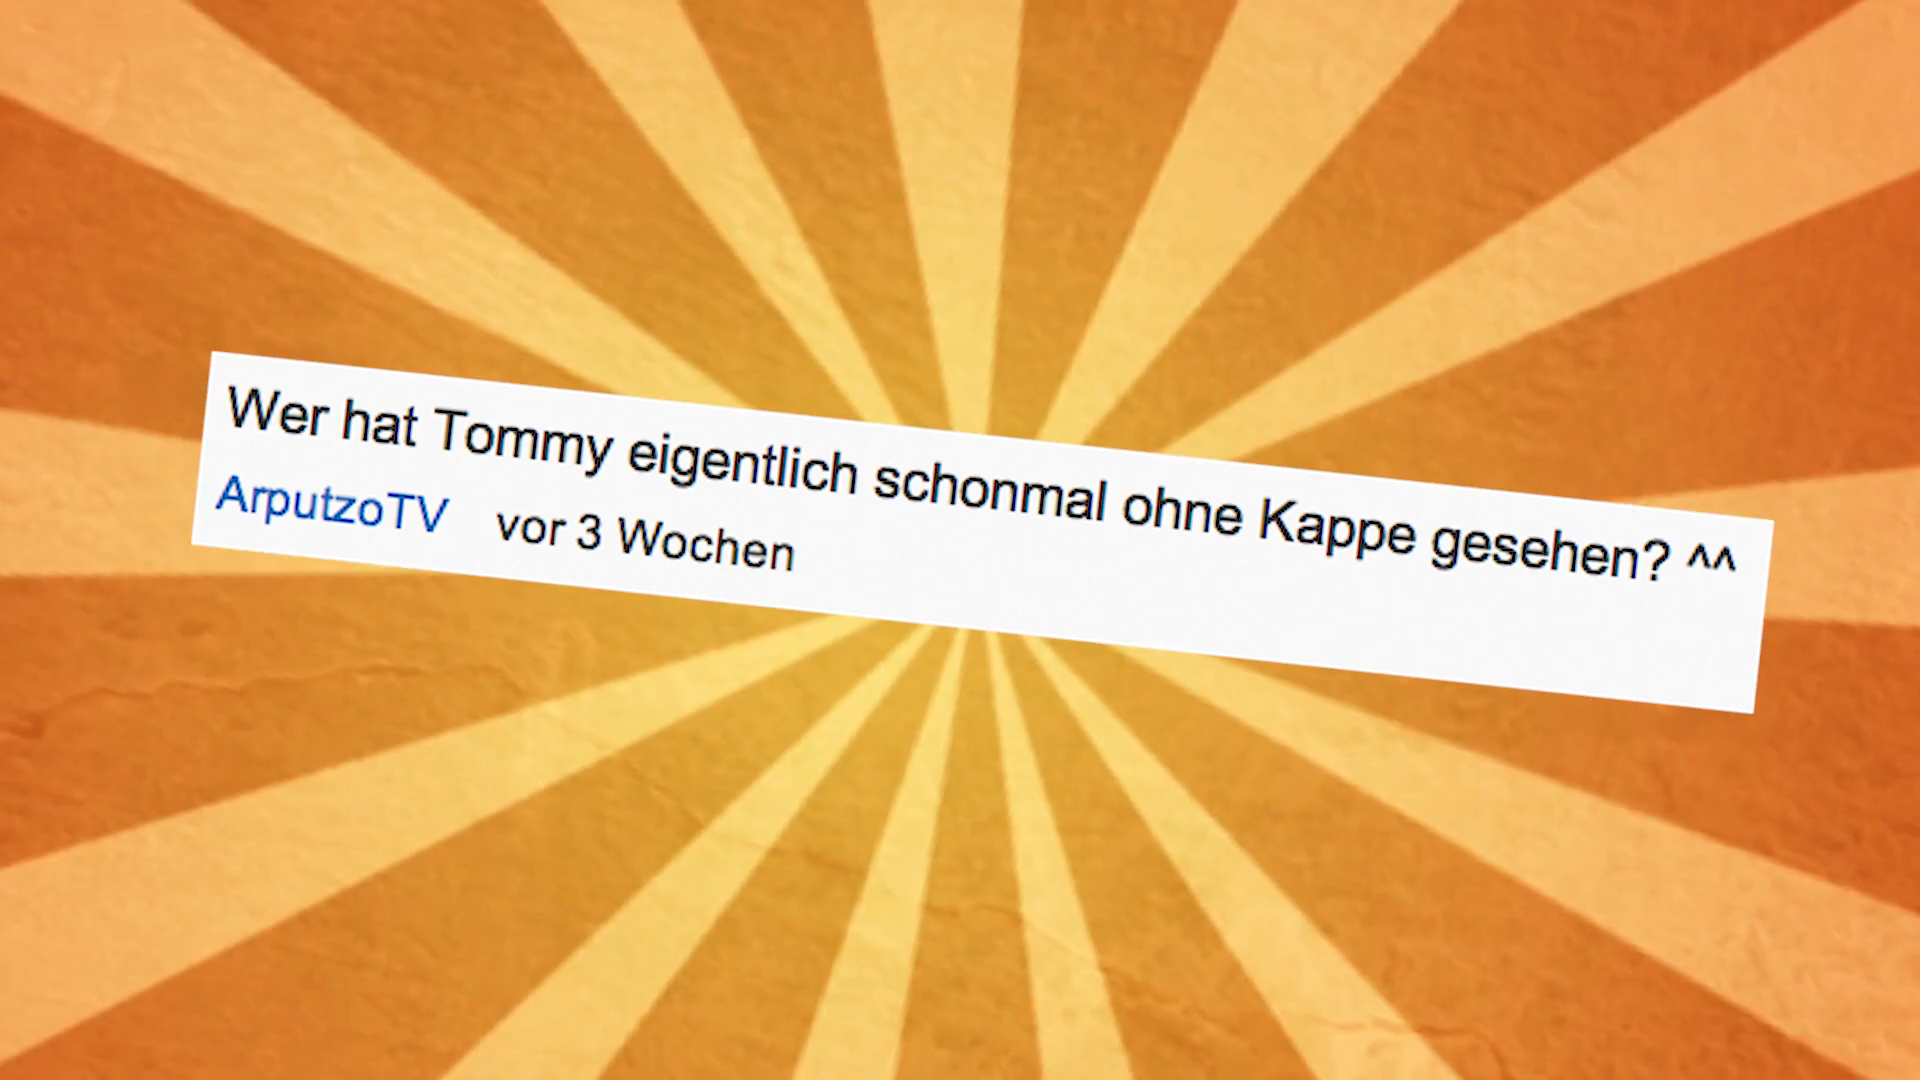 Wer hat Tommy eigentlich schonmal ohne Kappe gesehen? ^^
ArputzoTV vor 3 Wochen